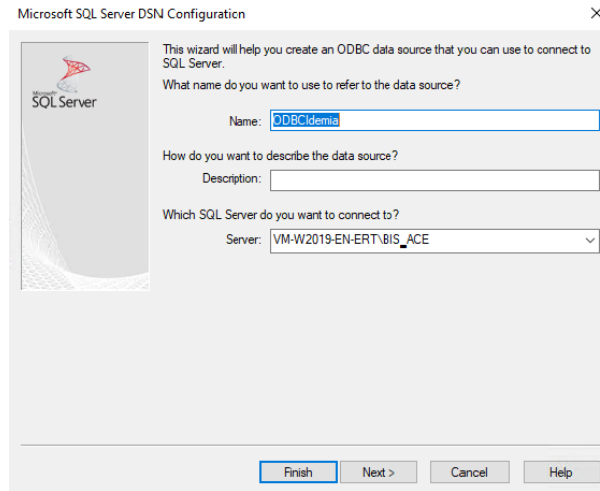 Microsoft SQL Server DSN Configuration
This wizard will help you create an ODBC data source that you can use to connect to
SQL Server.
What name do you want to use to refer to the data source?
Microsoft
SQL Server
Name: ODBCIdemia
How do you want to describe the data source?
Description:
Which SQL Server do you want to connect to?
Server: VM-W2019-EN-ERT\BIS_ACE
Finish Next > Cancel Help